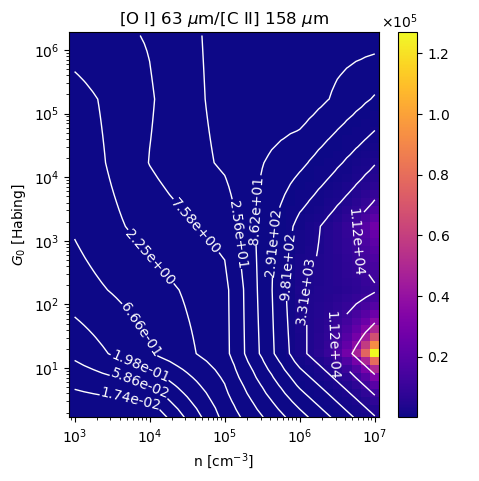 [O I] 63 μm/[C II] 158 μm
×10⁵
10⁶
10⁵
10⁴
10³
10²
10¹
G₀ [Habing]
10³
10⁴
10⁵
10⁶
10⁷
n [cm⁻³]
1.2
1.0
0.8
0.6
0.4
0.2
7.58e+00
2.56e+01
8.62e+01
2.91e+02
9.81e+02
3.31e+03
1.12e+04
1.12e+04
2.25e+00
6.66e-01
1.98e-01
5.86e-02
1.74e-02